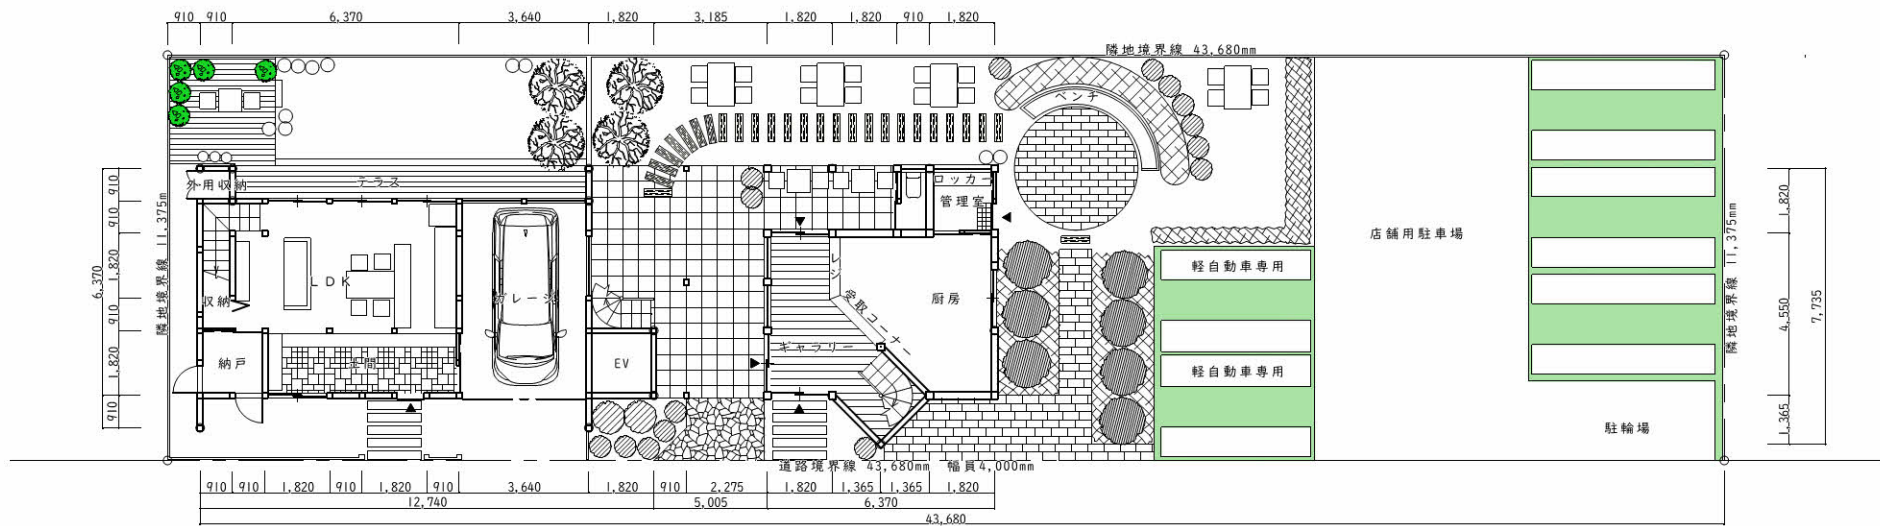 910 910 6,370 3,640 1,820 3,185 1,820 1,820 910 1,820
隣地境界線 43,680mm
ベンチ
外用収納 テラス
ロッカー
管理室
910 910 1,820 910 1,820 910
6,370
隣地境界線 11,375m
LDK
収納
ガレージ
納戸
土間
EV
レジ
受取コーナー
厨房
ギャラリー
軽自動車専用
軽自動車専用
店舗用駐車場
駐輪場
隣地境界線 11,375mm
1,820 4,550 1,365
7,735
道路境界線 43,680mm 幅員4,000mm
910 910 1,820 910 1,820 910 3,640 1,820 910 2,275 1,820 1,365 1,365 1,820
12,740 5,005 6,370
43,680